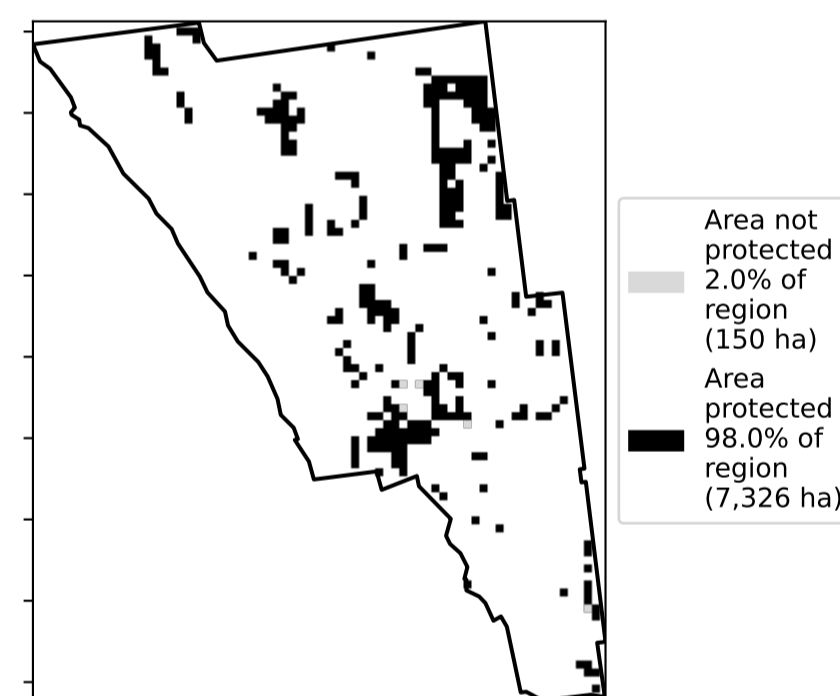 Area not
protected
2.0% of
region
(150 ha)
Area
protected
98.0% of
region
(7,326 ha)